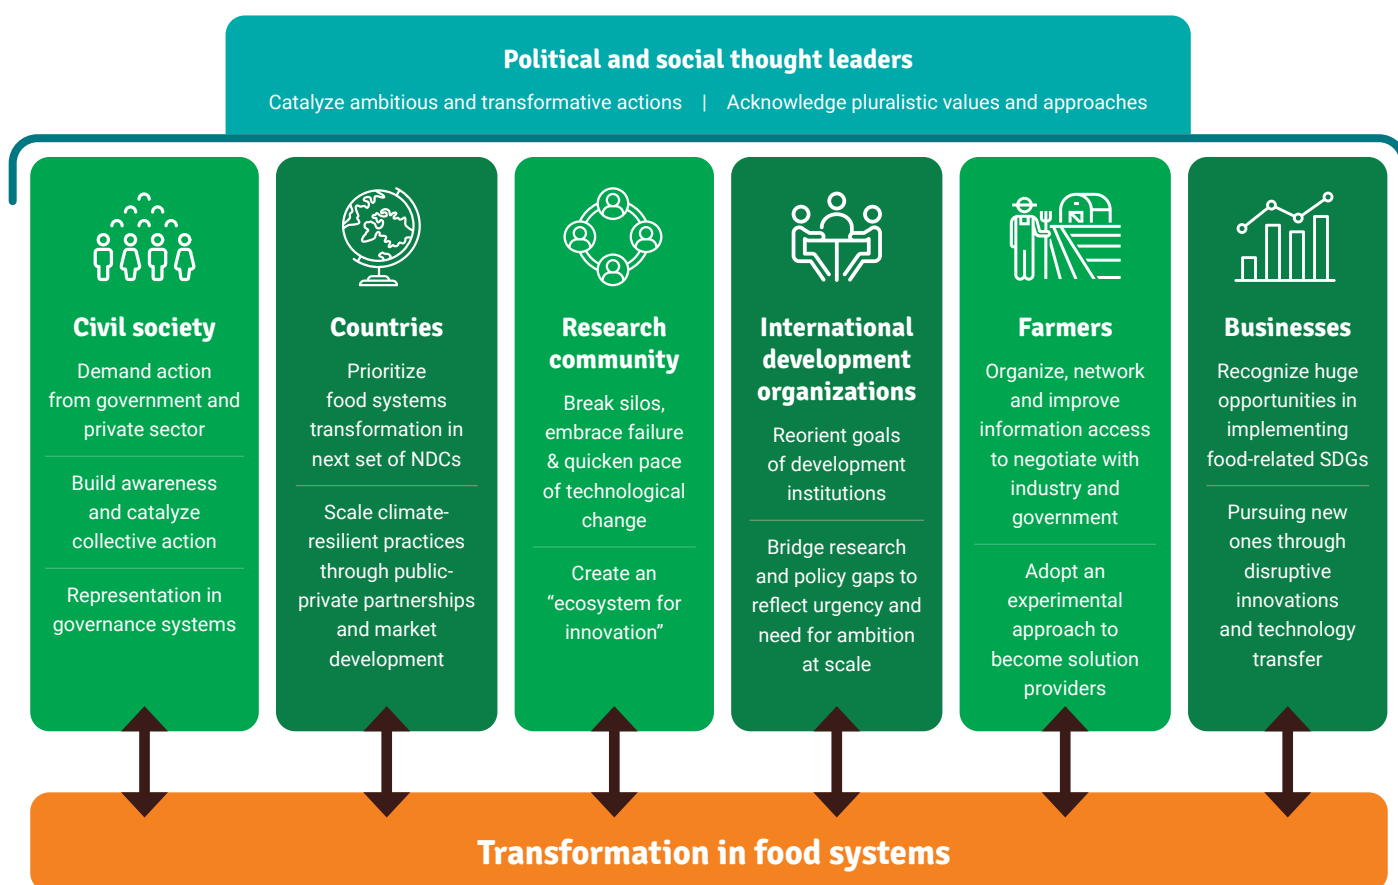 Political and social thought leaders
Catalyze ambitious and transformative actions | Acknowledge pluralistic values and approaches
Civil society
Demand action
from government and
private sector
Build awareness
and catalyze
collective action
Representation in
governance systems
Countries
Prioritize
food systems
transformation in
next set of NDCs
Scale climate-
resilient practices
through public-
private partnerships
and market
development
Research
community
Break silos,
embrace failure
& quicken pace
of technological
change
Create an
“ecosystem for
innovation”
International
development
organizations
Reorient goals
of development
institutions
Bridge research
and policy gaps to
reflect urgency and
need for ambition
at scale
Farmers
Organize, network
and improve
information access
to negotiate with
industry and
government
Adopt an
experimental
approach to
become solution
providers
Businesses
Recognize huge
opportunities in
implementing
food-related SDGs
Pursuing new
ones through
disruptive
innovations
and technology
transfer
Transformation in food systems